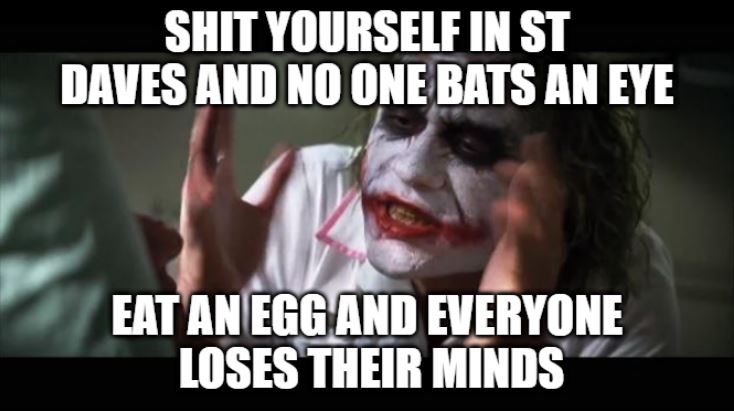 SHIT YOURSELF IN ST
DAVES AND NO ONE BATS AN EYE
EAT AN EGG AND EVERYONE
LOSES THEIR MINDS